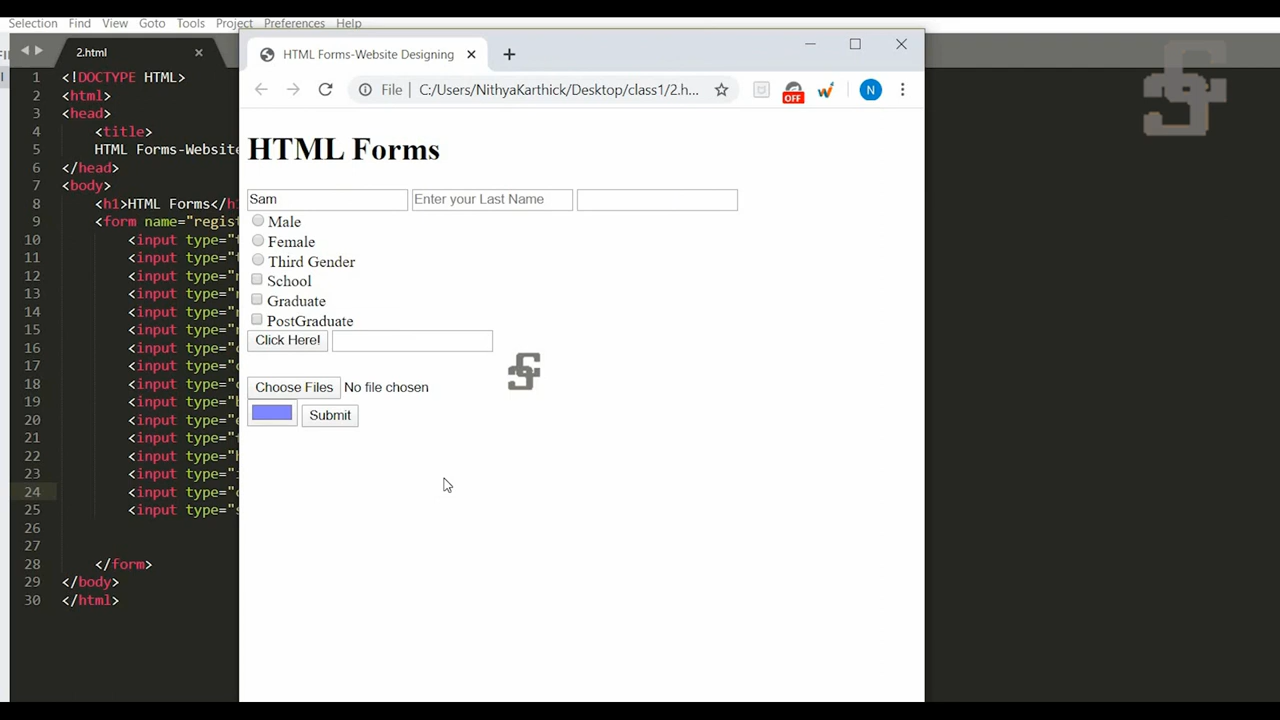 Selection Find View Goto Tools Project Preferences Help
2.html
1 <!DOCTYPE HTML>
2 <html>
3 <head>
4 <title>
5 HTML Forms-Website
6 </head>
7 <body>
8 <h1>HTML Forms</h
9 <form name="regist
10 <input type="t
11 <input type="t
12 <input type="
13 <input type="r
14 <input type="r
15 <input type="r
16 <input type="c
17 <input type="c
18 <input type="c
19 <input type="b
20 <input type="e
21 <input type="f
22 <input type="h
23 <input type="i
24 <input type="c
25 <input type="s
26
27
28 </form>
29 </body>
30 </html>
HTML Forms-Website Designing
File | C:/Users/NithyaKarthick/Desktop/class1/2.h...
OFF
N
HTML Forms
Sam Enter your Last Name
Male
Female
Third Gender
School
Graduate
PostGraduate
Click Here!
Choose Files No file chosen
Submit